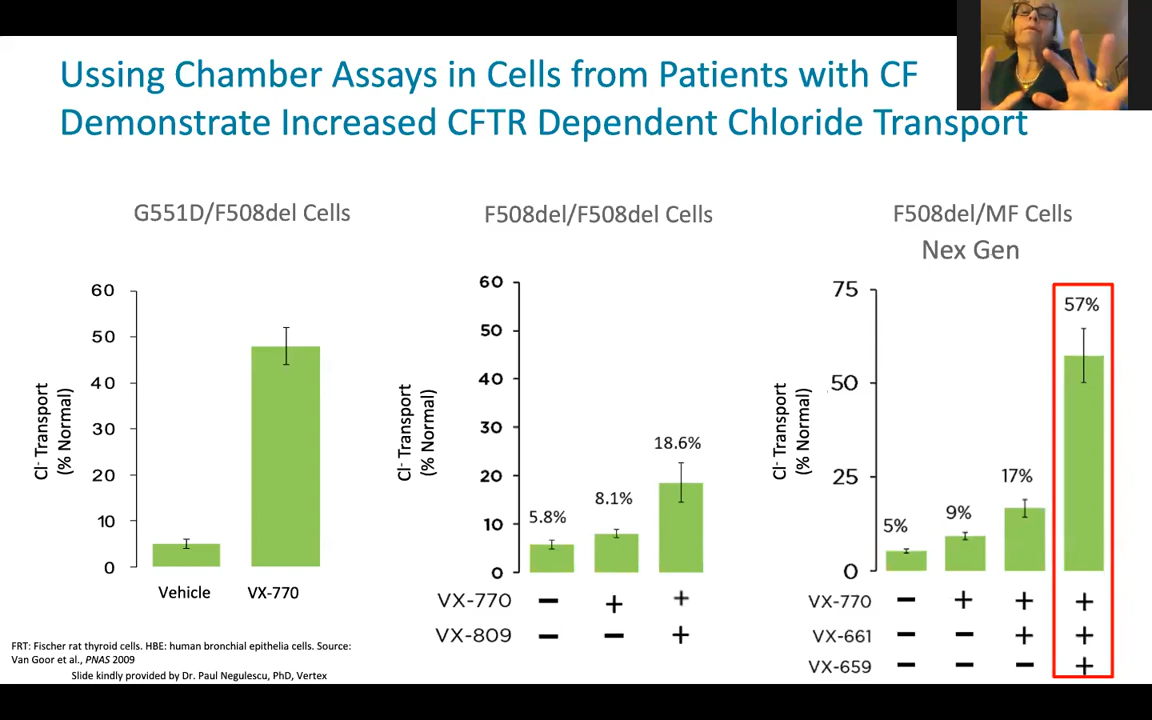 Ussing Chamber Assays in Cells from Patients with CF
Demonstrate Increased CFTR Dependent Chloride Transport
G551D/F508del Cells
Cl⁻ Transport
(% Normal)
60
50
40
30
20
10
0
Vehicle VX-770
F508del/F508del Cells
Cl⁻ Transport
(% Normal)
60
50
40
30
20
10
0
5.8%
8.1%
18.6%
VX-770 − + +
VX-809 − − +
F508del/MF Cells
Nex Gen
Cl⁻ Transport
(% Normal)
75
50
25
0
5%
9%
17%
57%
VX-770 − + + +
VX-661 − − + +
VX-659 − − − +
FRT: Fischer rat thyroid cells. HBE: human bronchial epithelia cells. Source:
Van Goor et al., PNAS 2009
Slide kindly provided by Dr. Paul Negulescu, PhD, Vertex